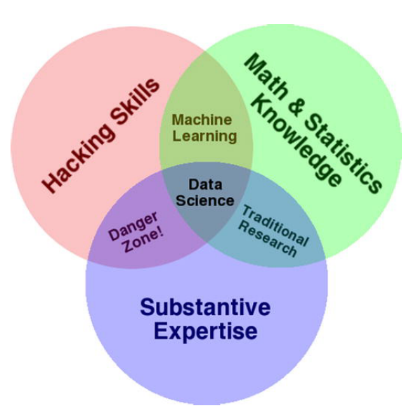 Hacking Skills
Math & Statistics
Knowledge
Machine
Learning
Data
Science
Danger
Zone!
Traditional
Research
Substantive
Expertise